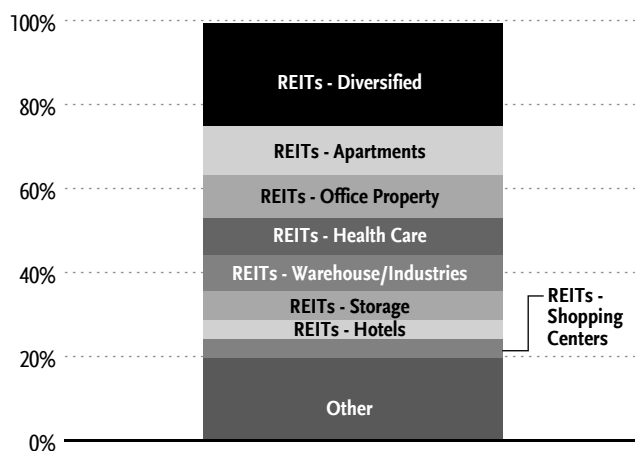 100%
REITs - Diversified
80%
REITs - Apartments
60%
REITs - Office Property
REITs - Health Care
40%
REITs - Warehouse/Industries
REITs - Storage
REITs - Hotels
REITs -
Shopping
Centers
20%
Other
0%